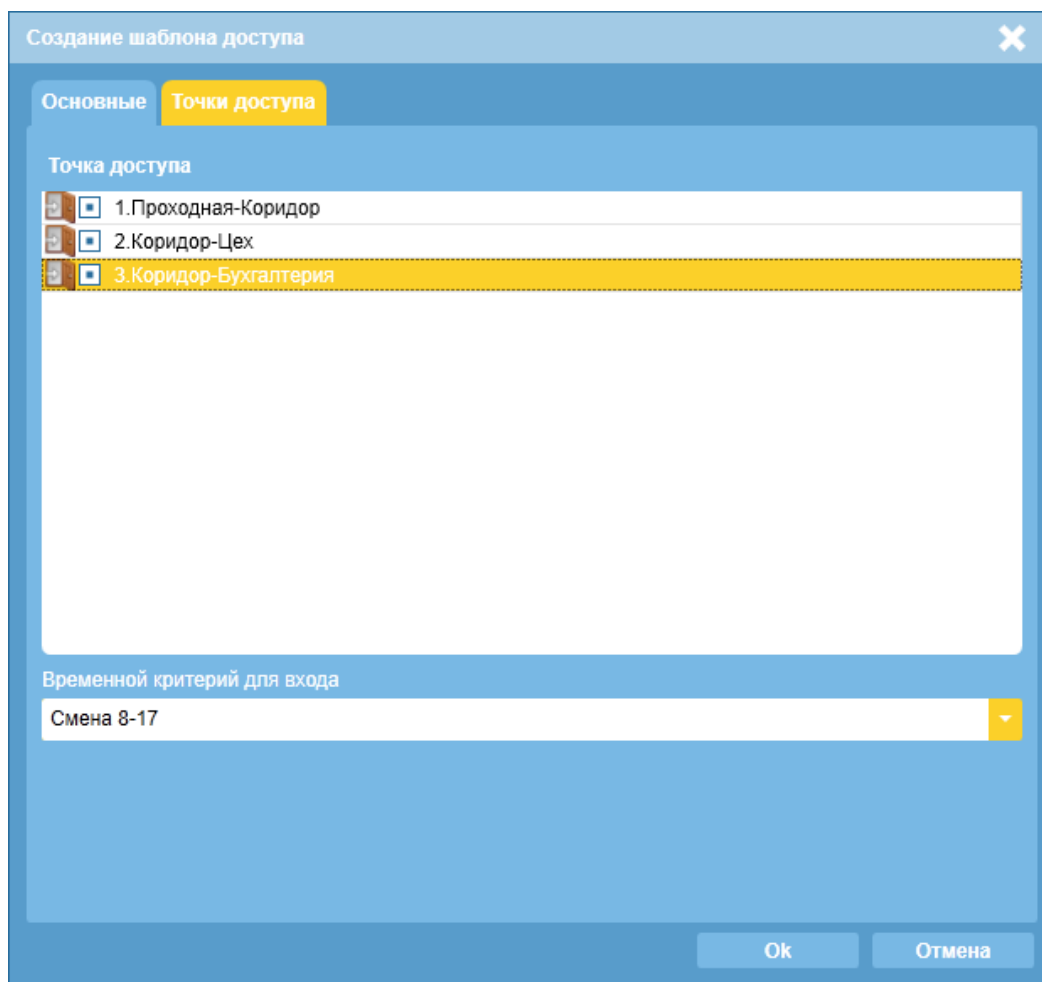 Создание шаблона доступа
Основные Точки доступа
Точка доступа
1.Проходная-Коридор
2.Коридор-Цех
3.Коридор-Бухгалтерия
Временной критерий для входа
Смена 8-17
Ok Отмена